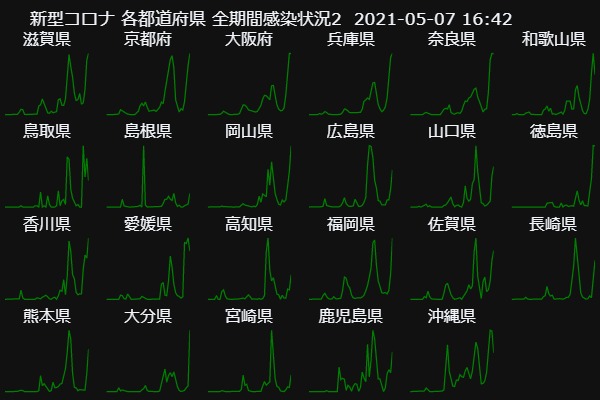 新型コロナ 各都道府県 全期間感染状況2 2021-05-07 16:42
滋賀県 京都府 大阪府 兵庫県 奈良県 和歌山県
鳥取県 島根県 岡山県 広島県 山口県 徳島県
香川県 愛媛県 高知県 福岡県 佐賀県 長崎県
熊本県 大分県 宮崎県 鹿児島県 沖縄県